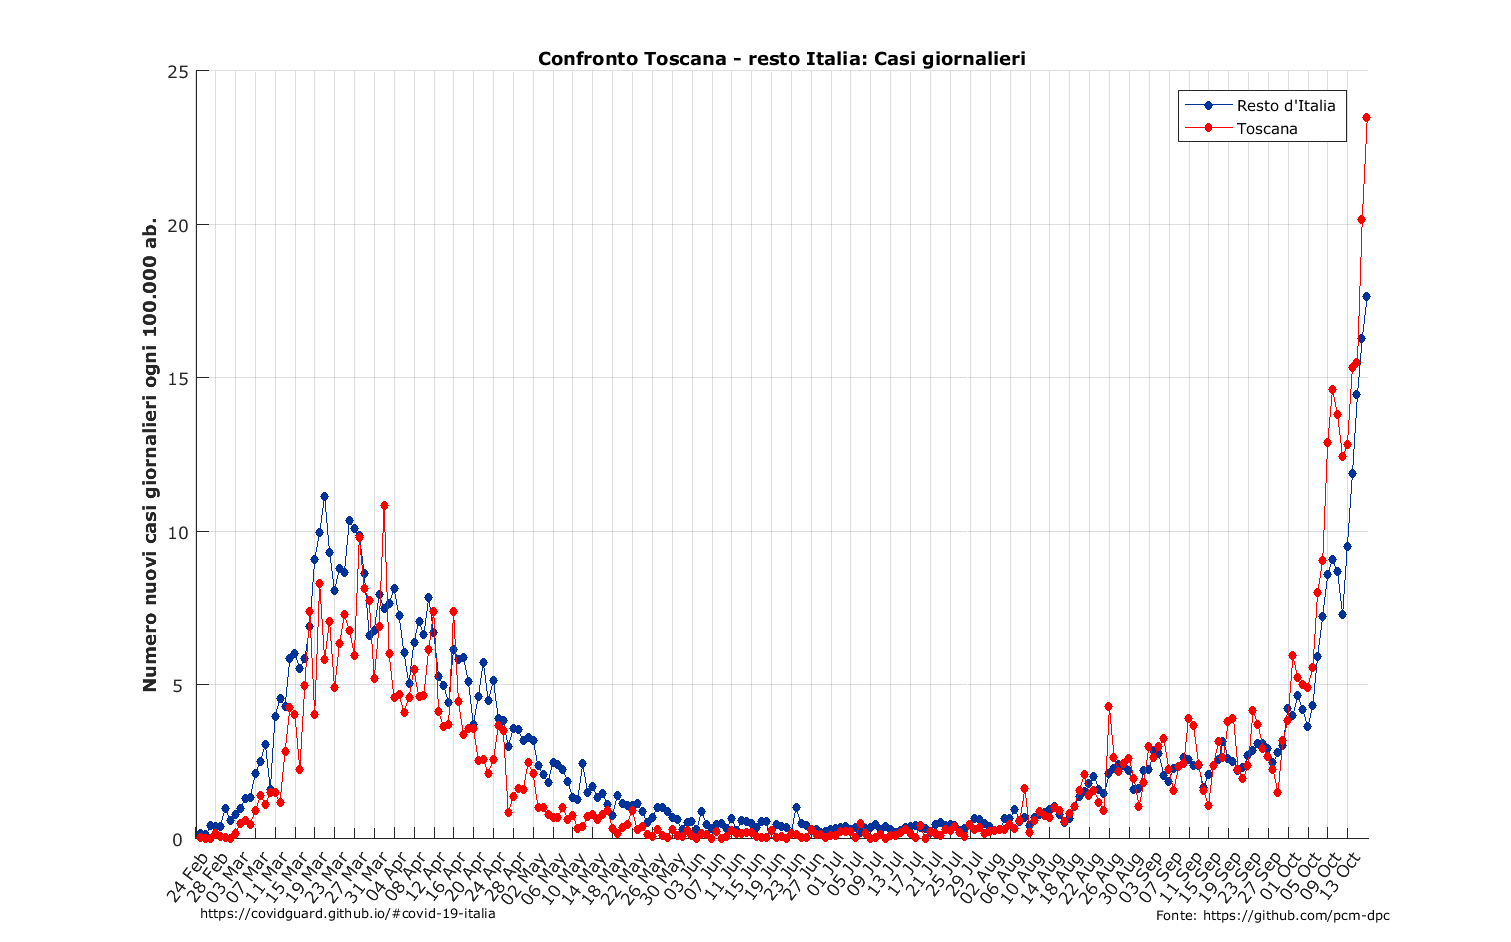 Confronto Toscana - resto Italia: Casi giornalieri
Resto d'Italia
Toscana
Numero nuovi casi giornalieri ogni 100.000 ab.
25
20
15
10
5
0
24 Feb
28 Feb
03 Mar
07 Mar
11 Mar
15 Mar
19 Mar
23 Mar
27 Mar
31 Mar
04 Apr
08 Apr
12 Apr
16 Apr
20 Apr
24 Apr
28 Apr
02 May
06 May
10 May
14 May
18 May
22 May
26 May
30 May
03 Jun
07 Jun
11 Jun
15 Jun
19 Jun
23 Jun
27 Jun
01 Jul
05 Jul
09 Jul
13 Jul
17 Jul
21 Jul
25 Jul
29 Jul
02 Aug
06 Aug
10 Aug
14 Aug
18 Aug
22 Aug
26 Aug
30 Aug
03 Sep
07 Sep
11 Sep
15 Sep
19 Sep
23 Sep
27 Sep
01 Oct
05 Oct
09 Oct
13 Oct
https://covidguard.github.io/#covid-19-italia
Fonte: https://github.com/pcm-dpc